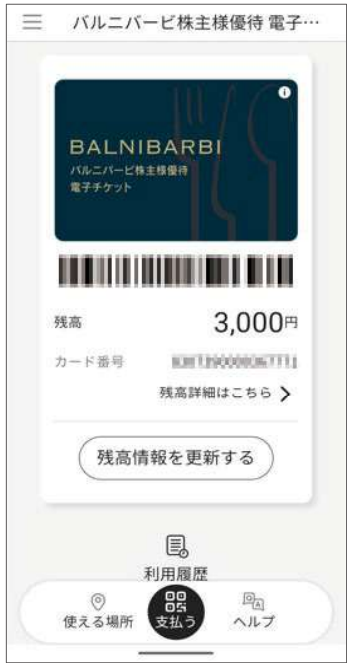 バルニバービ株主様優待 電子…
BALNIBARBI
バルニバービ株主様優待
電子チケット
残高
3,000円
カード番号
残高詳細はこちら
残高情報を更新する
利用履歴
使える場所
支払う
ヘルプ